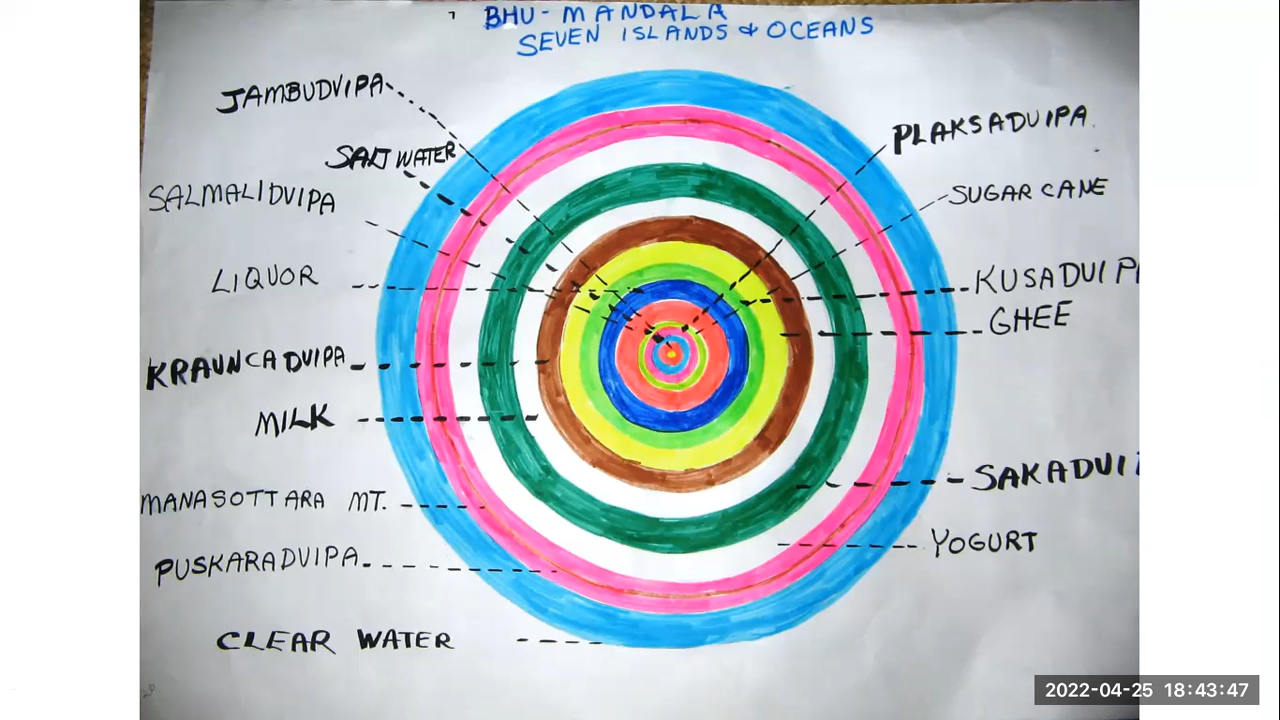 BHU-MANDALA
SEVEN ISLANDS & OCEANS
JAMBUDVIPA
SALT WATER
SALMALIDVIPA
LIQUOR
KRAUNCADVIPA
MILK
MANASOTTARA MT.
PUSKARADVIPA
CLEAR WATER
PLAKSADVIPA
SUGAR CANE
KUSADVIP
GHEE
SAKADVI
YOGURT
2022-04-25 18:43:47